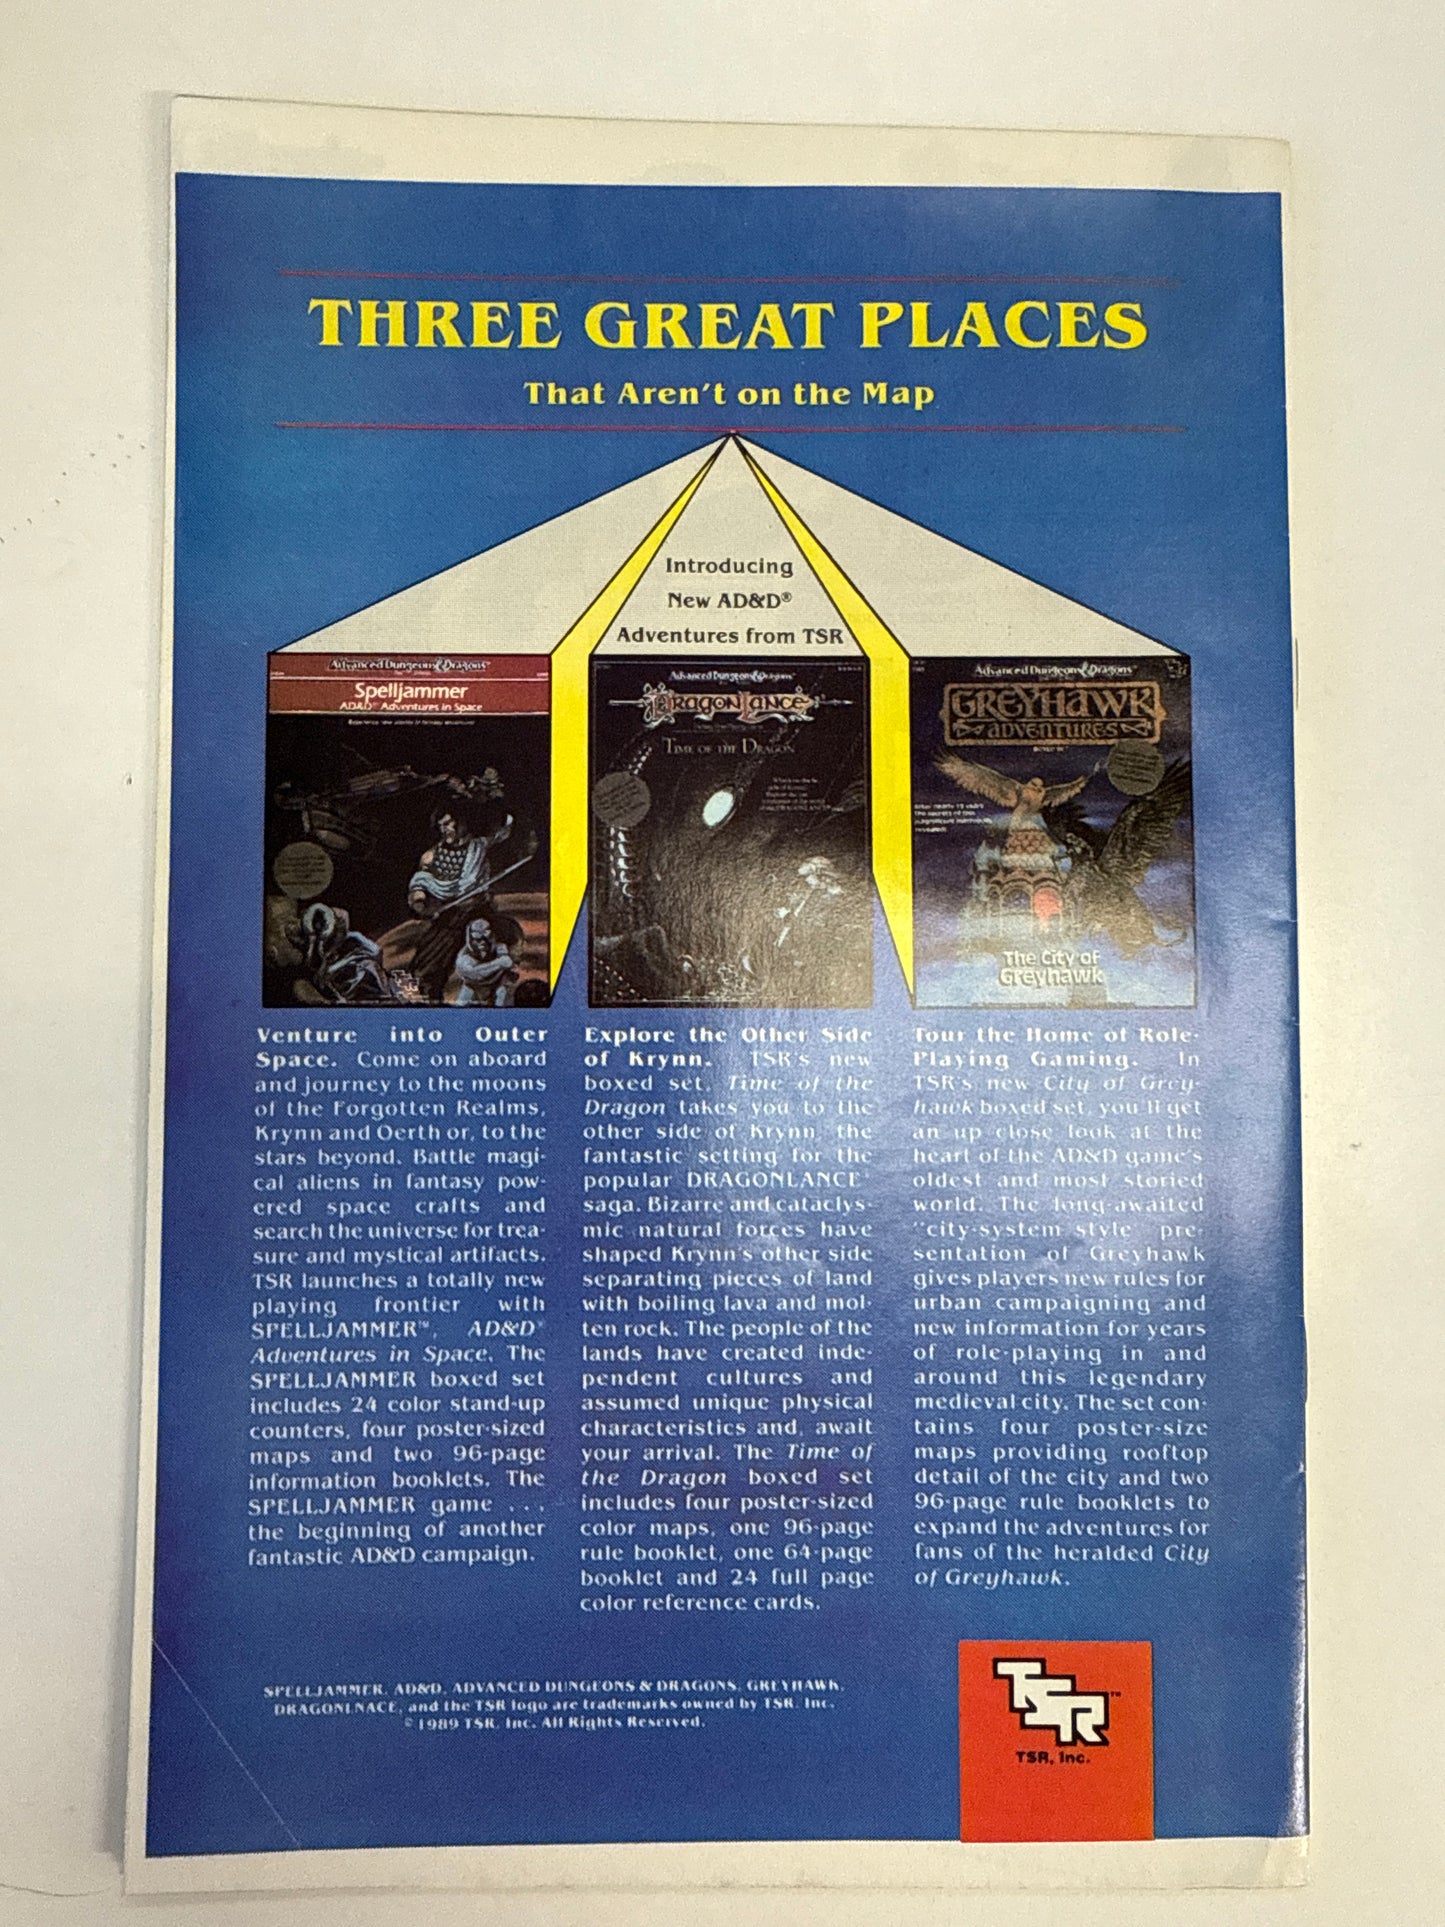 THREE GREAT PLACES
That Aren't on the Map
Introducing
New AD&D®
Adventures from TSR
Advanced Dungeons & Dragons
Spelljammer
AD&D® Adventures in Space
Advanced Dungeons & Dragons
DRAGONLANCE
TIME OF THE DRAGON
Advanced Dungeons & Dragons
GREYHAWK
ADVENTURES
The City of
Greyhawk
Venture into Outer
Space. Come on aboard
and journey to the moons
of the Forgotten Realms,
Krynn and Oerth or, to the
stars beyond. Battle magi-
cal aliens in fantasy pow-
ered space crafts and
search the universe for trea-
sure and mystical artifacts.
TSR launches a totally new
playing frontier with
SPELLJAMMER™, AD&D®
Adventures in Space. The
SPELLJAMMER boxed set
includes 24 color stand-up
counters, four poster-sized
maps and two 96-page
information booklets. The
SPELLJAMMER game . . .
the beginning of another
fantastic AD&D campaign.
Explore the Other Side
of Krynn. TSR's new
boxed set, Time of the
Dragon takes you to the
other side of Krynn, the
fantastic setting for the
popular DRAGONLANCE®
saga. Bizarre and cataclys-
mic natural forces have
shaped Krynn's other side
separating pieces of land
with boiling lava and mol-
ten rock. The people of the
lands have created inde-
pendent cultures and
assumed unique physical
characteristics and, await
your arrival. The Time of
the Dragon boxed set
includes four poster-sized
color maps, one 96-page
rule booklet, one 64-page
booklet and 24 full page
color reference cards.
Tour the Home of Role-
Playing Gaming. In
TSR's new City of Grey-
hawk boxed set, you'll get
an up close look at the
heart of the AD&D game's
oldest and most storied
world. The long-awaited
"city-system style" pre-
sentation of Greyhawk
gives players new rules for
urban campaigning and
new information for years
of role-playing in and
around this legendary
medieval city. The set con-
tains four poster-size
maps providing rooftop
detail of the city and two
96-page rule booklets to
expand the adventures for
fans of the heralded City
of Greyhawk.
SPELLJAMMER, AD&D, ADVANCED DUNGEONS & DRAGONS, GREYHAWK,
DRAGONLNACE, and the TSR logo are trademarks owned by TSR, Inc.
©1989 TSR, Inc. All Rights Reserved.
TSR™
TSR, Inc.